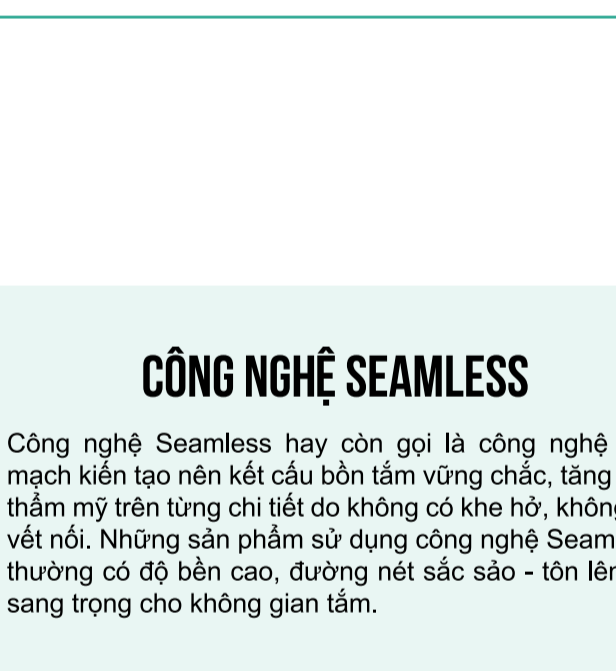 CÔNG NGHỆ SEAMLESS
Công nghệ Seamless hay còn gọi là công nghệ
mạch kiến tạo nên kết cấu bồn tắm vững chắc, tăng
thẩm mỹ trên từng chi tiết do không có khe hở,
vết nối. Những sản phẩm sử dụng công nghệ
thường có độ bền cao, đường nét sắc sảo - tôn
sang trọng cho không gian tắm.